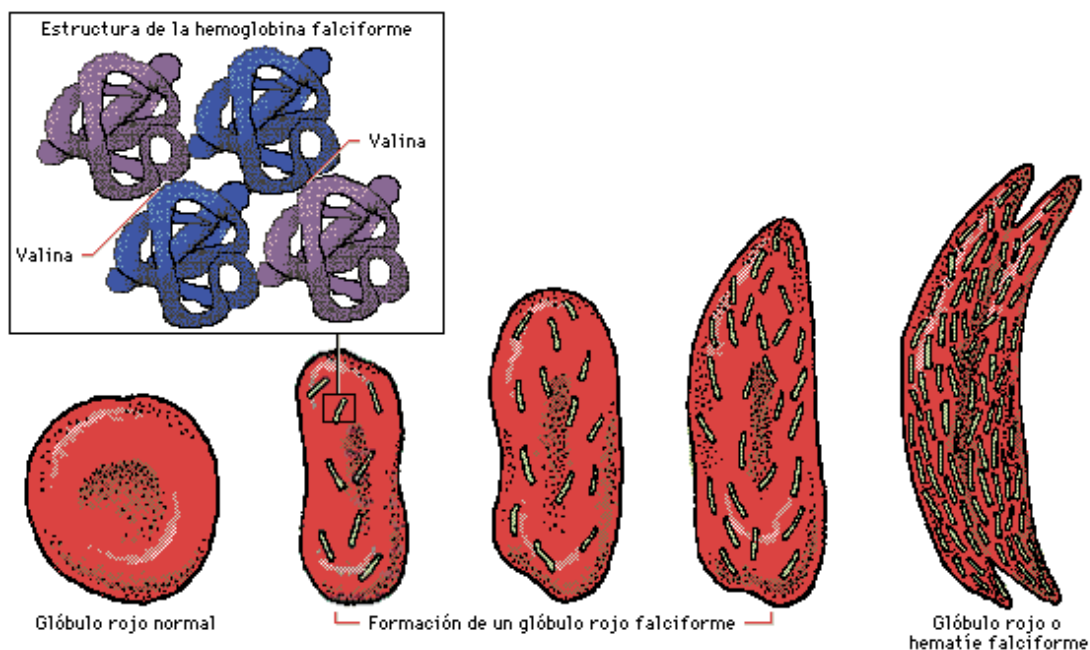 Estructura de la hemoglobina falciforme
Valina
Valina
Glóbulo rojo normal
Formación de un glóbulo rojo falciforme
Glóbulo rojo o
hematíe falciforme